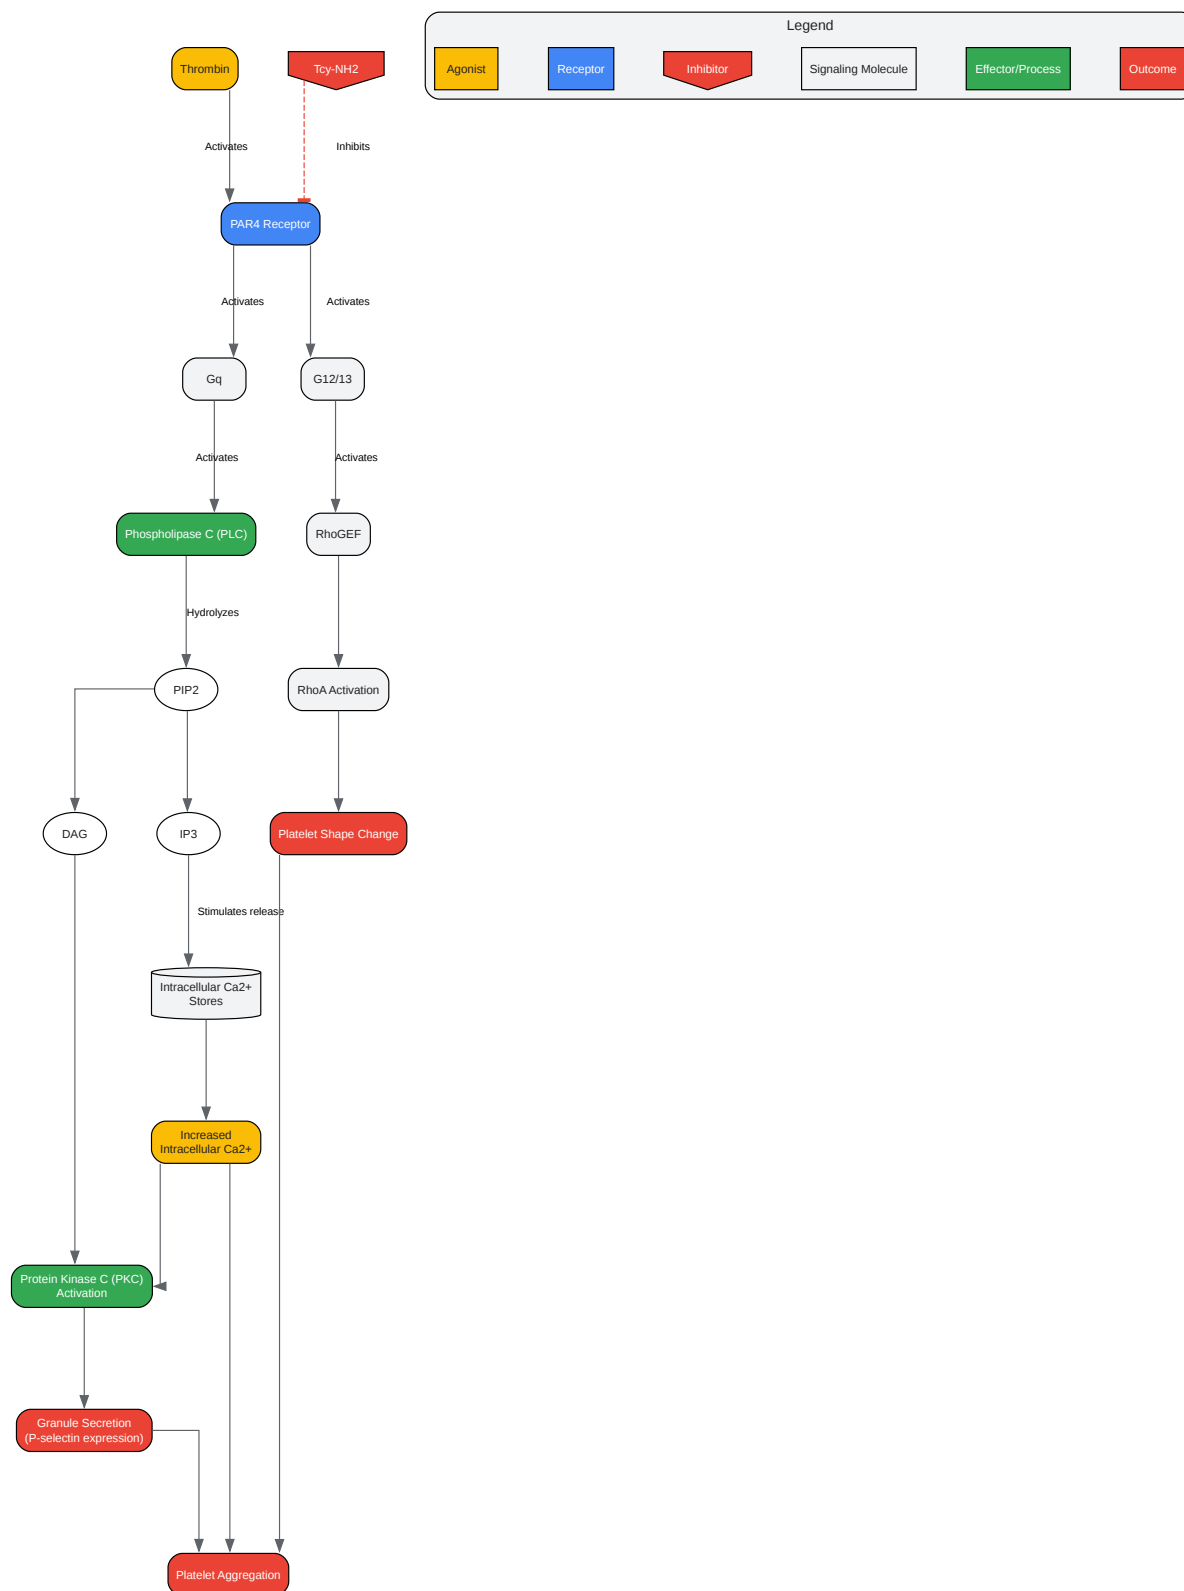 Legend
Thrombin
Tcy-NH2
Agonist
Receptor
Inhibitor
Signaling Molecule
Effector/Process
Outcome
Activates
Inhibits
PAR4 Receptor
Activates
Activates
Gq
G12/13
Activates
Activates
Phospholipase C (PLC)
RhoGEF
Hydrolyzes
PIP2
RhoA Activation
DAG
IP3
Platelet Shape Change
Stimulates release
Intracellular Ca2+
Stores
Increased
Intracellular Ca2+
Protein Kinase C (PKC)
Activation
Granule Secretion
(P-selectin expression)
Platelet Aggregation